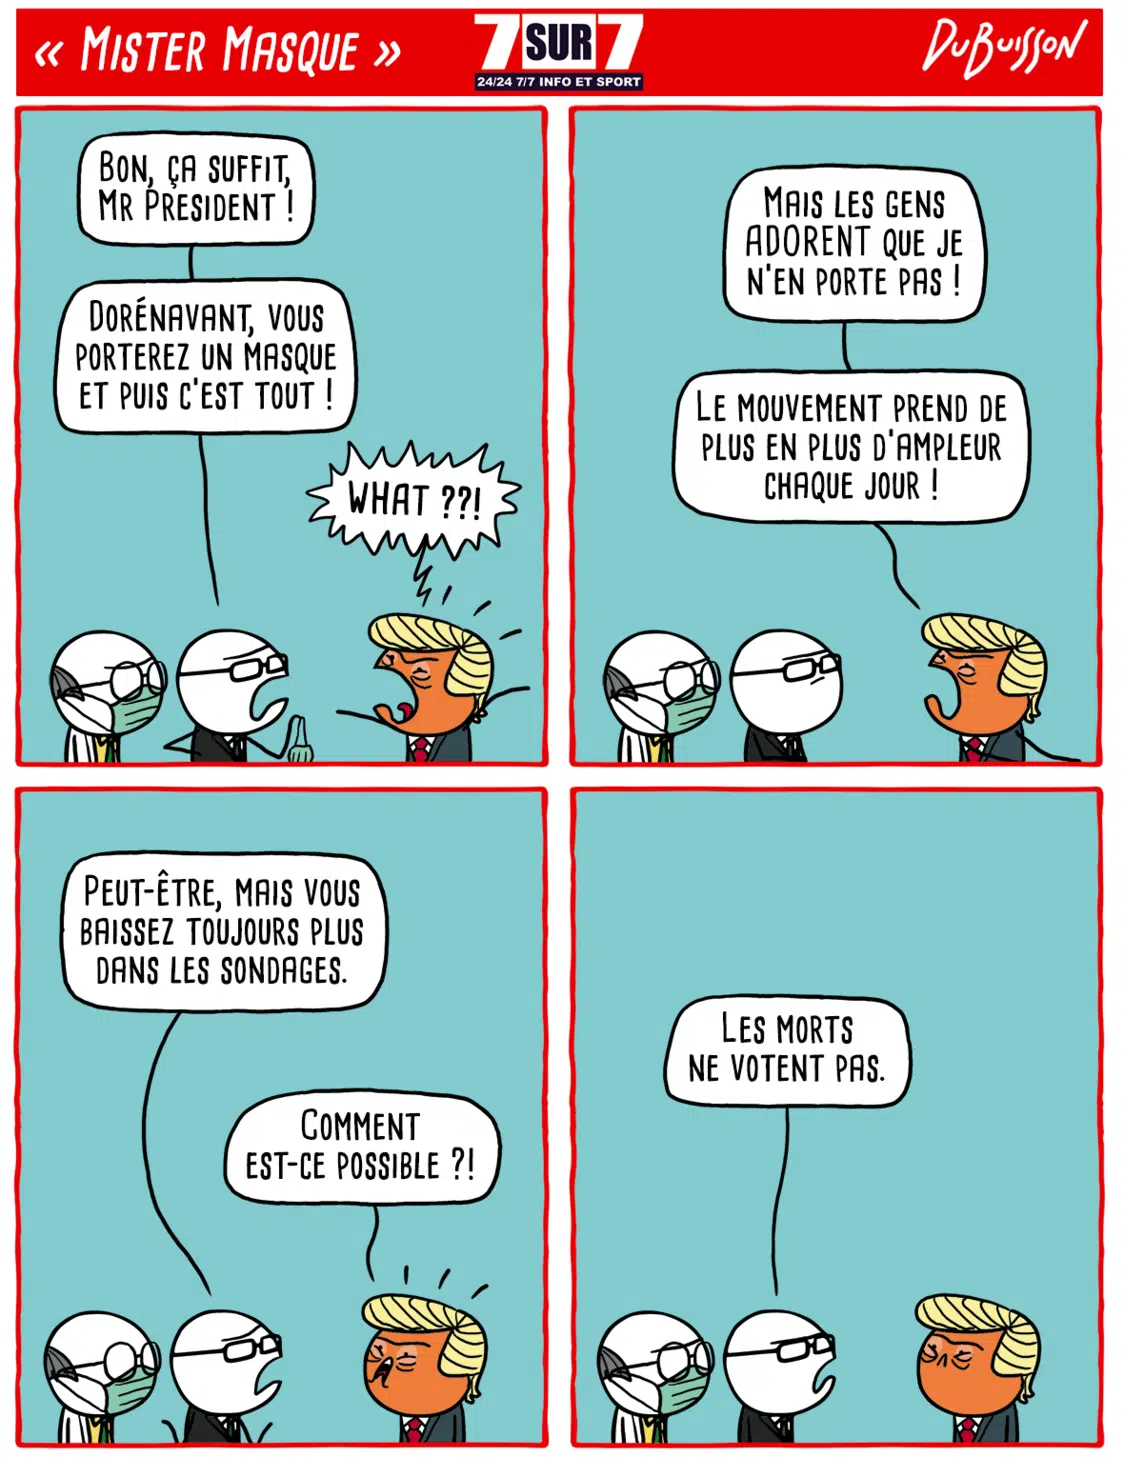 « Mister Masque »
7 SUR 7
24/24 7/7 INFO ET SPORT
DuBuisson
Bon, ça suffit,
Mr President !
Dorénavant, vous
porterez un masque
et puis c'est tout !
WHAT ??!
Mais les gens
ADORENT que je
n'en porte pas !
Le mouvement prend de
plus en plus d'ampleur
chaque jour !
Peut-être, mais vous
baissez toujours plus
dans les sondages.
Comment
est-ce possible ?!
Les morts
ne votent pas.